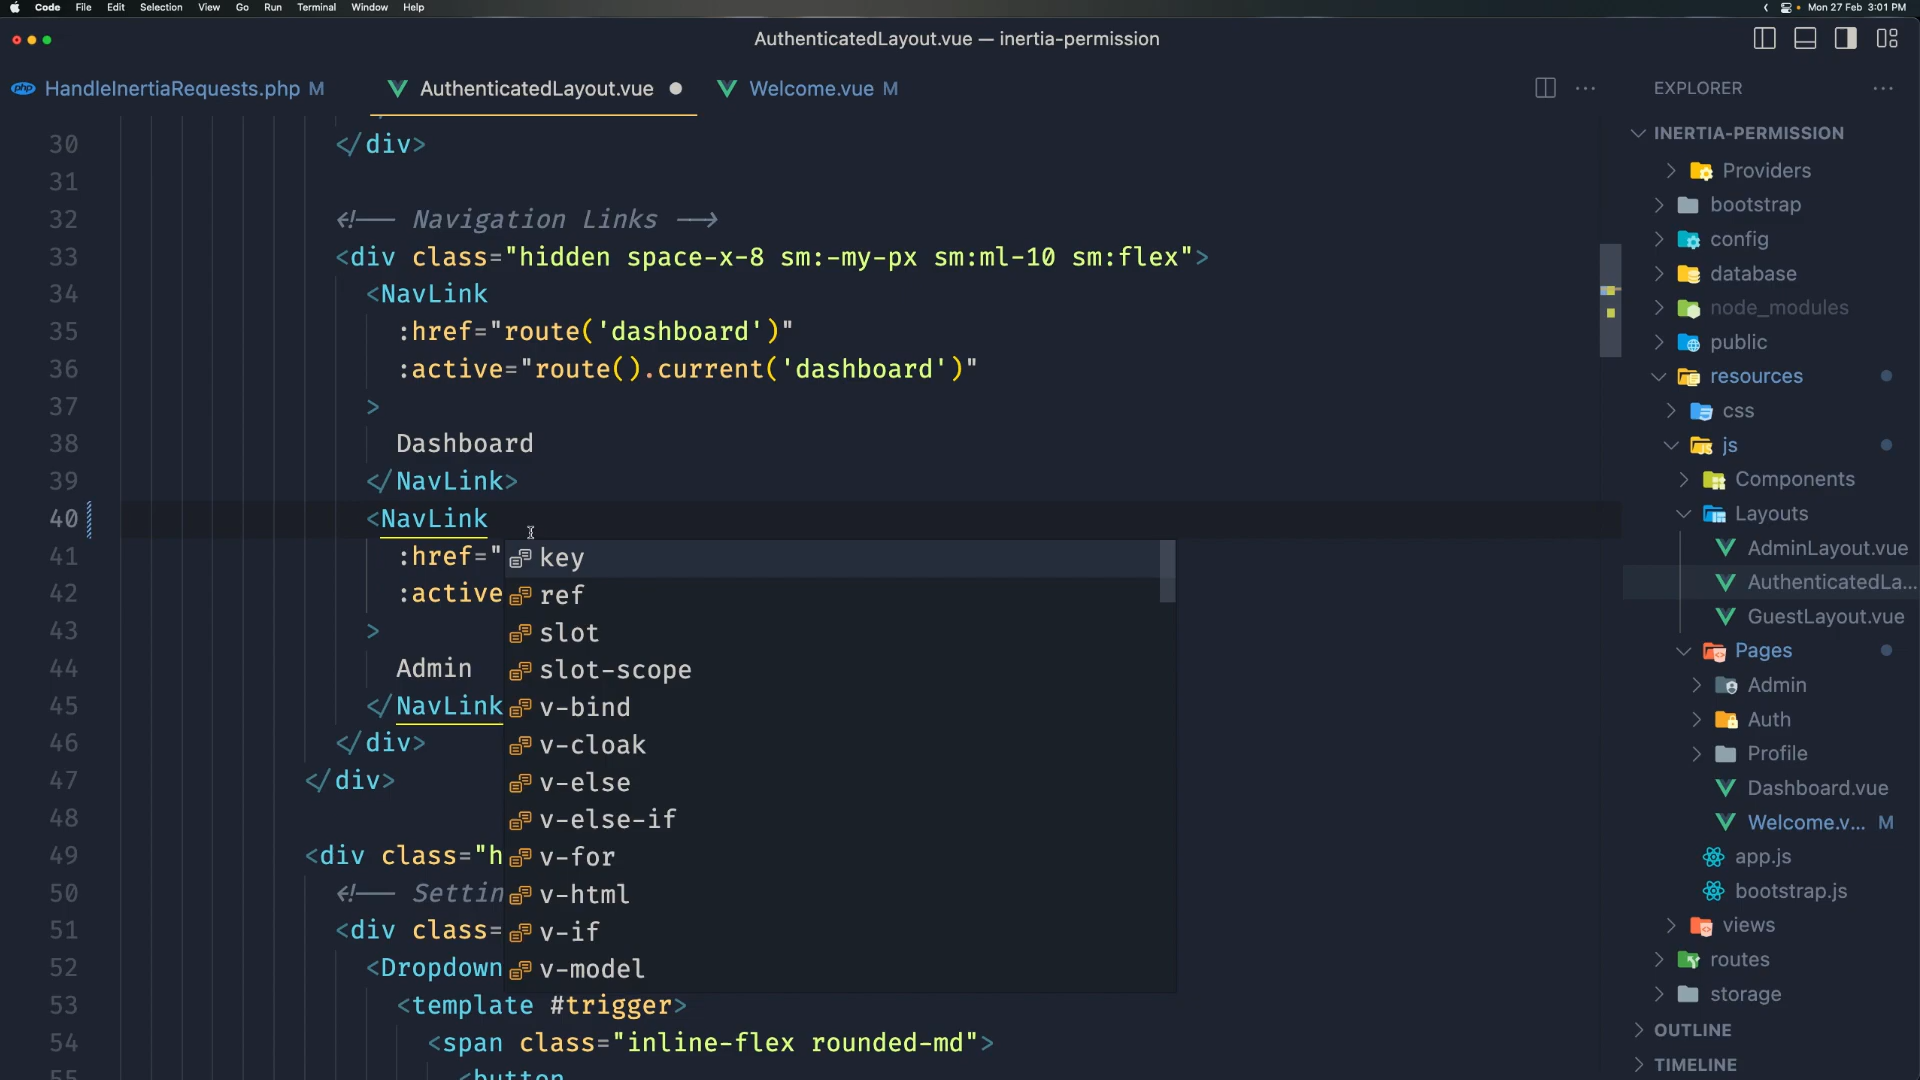 Code File Edit Selection View Go Run Terminal Window Help Mon 27 Feb 3:01 PM
AuthenticatedLayout.vue — inertia-permission
php HandleInertiaRequests.php M AuthenticatedLayout.vue Welcome.vue M
30 </div>
31
32 <!-- Navigation Links -->
33 <div class="hidden space-x-8 sm:-my-px sm:ml-10 sm:flex">
34 <NavLink
35 :href="route('dashboard')"
36 :active="route().current('dashboard')"
37 >
38 Dashboard
39 </NavLink>
40 <NavLink
41 :href="
42 :active
43 >
44 Admin
45 </NavLink
46 </div>
47 </div>
48
49 <div class="h
50 <!-- Settin
51 <div class=
52 <Dropdown
53 <template #trigger>
54 <span class="inline-flex rounded-md">
55 <button
key
ref
slot
slot-scope
v-bind
v-cloak
v-else
v-else-if
v-for
v-html
v-if
v-model
EXPLORER
INERTIA-PERMISSION
Providers
bootstrap
config
database
node_modules
public
resources
css
js
Components
Layouts
AdminLayout.vue
AuthenticatedLa...
GuestLayout.vue
Pages
Admin
Auth
Profile
Dashboard.vue
Welcome.v... M
app.js
bootstrap.js
views
routes
storage
OUTLINE
TIMELINE